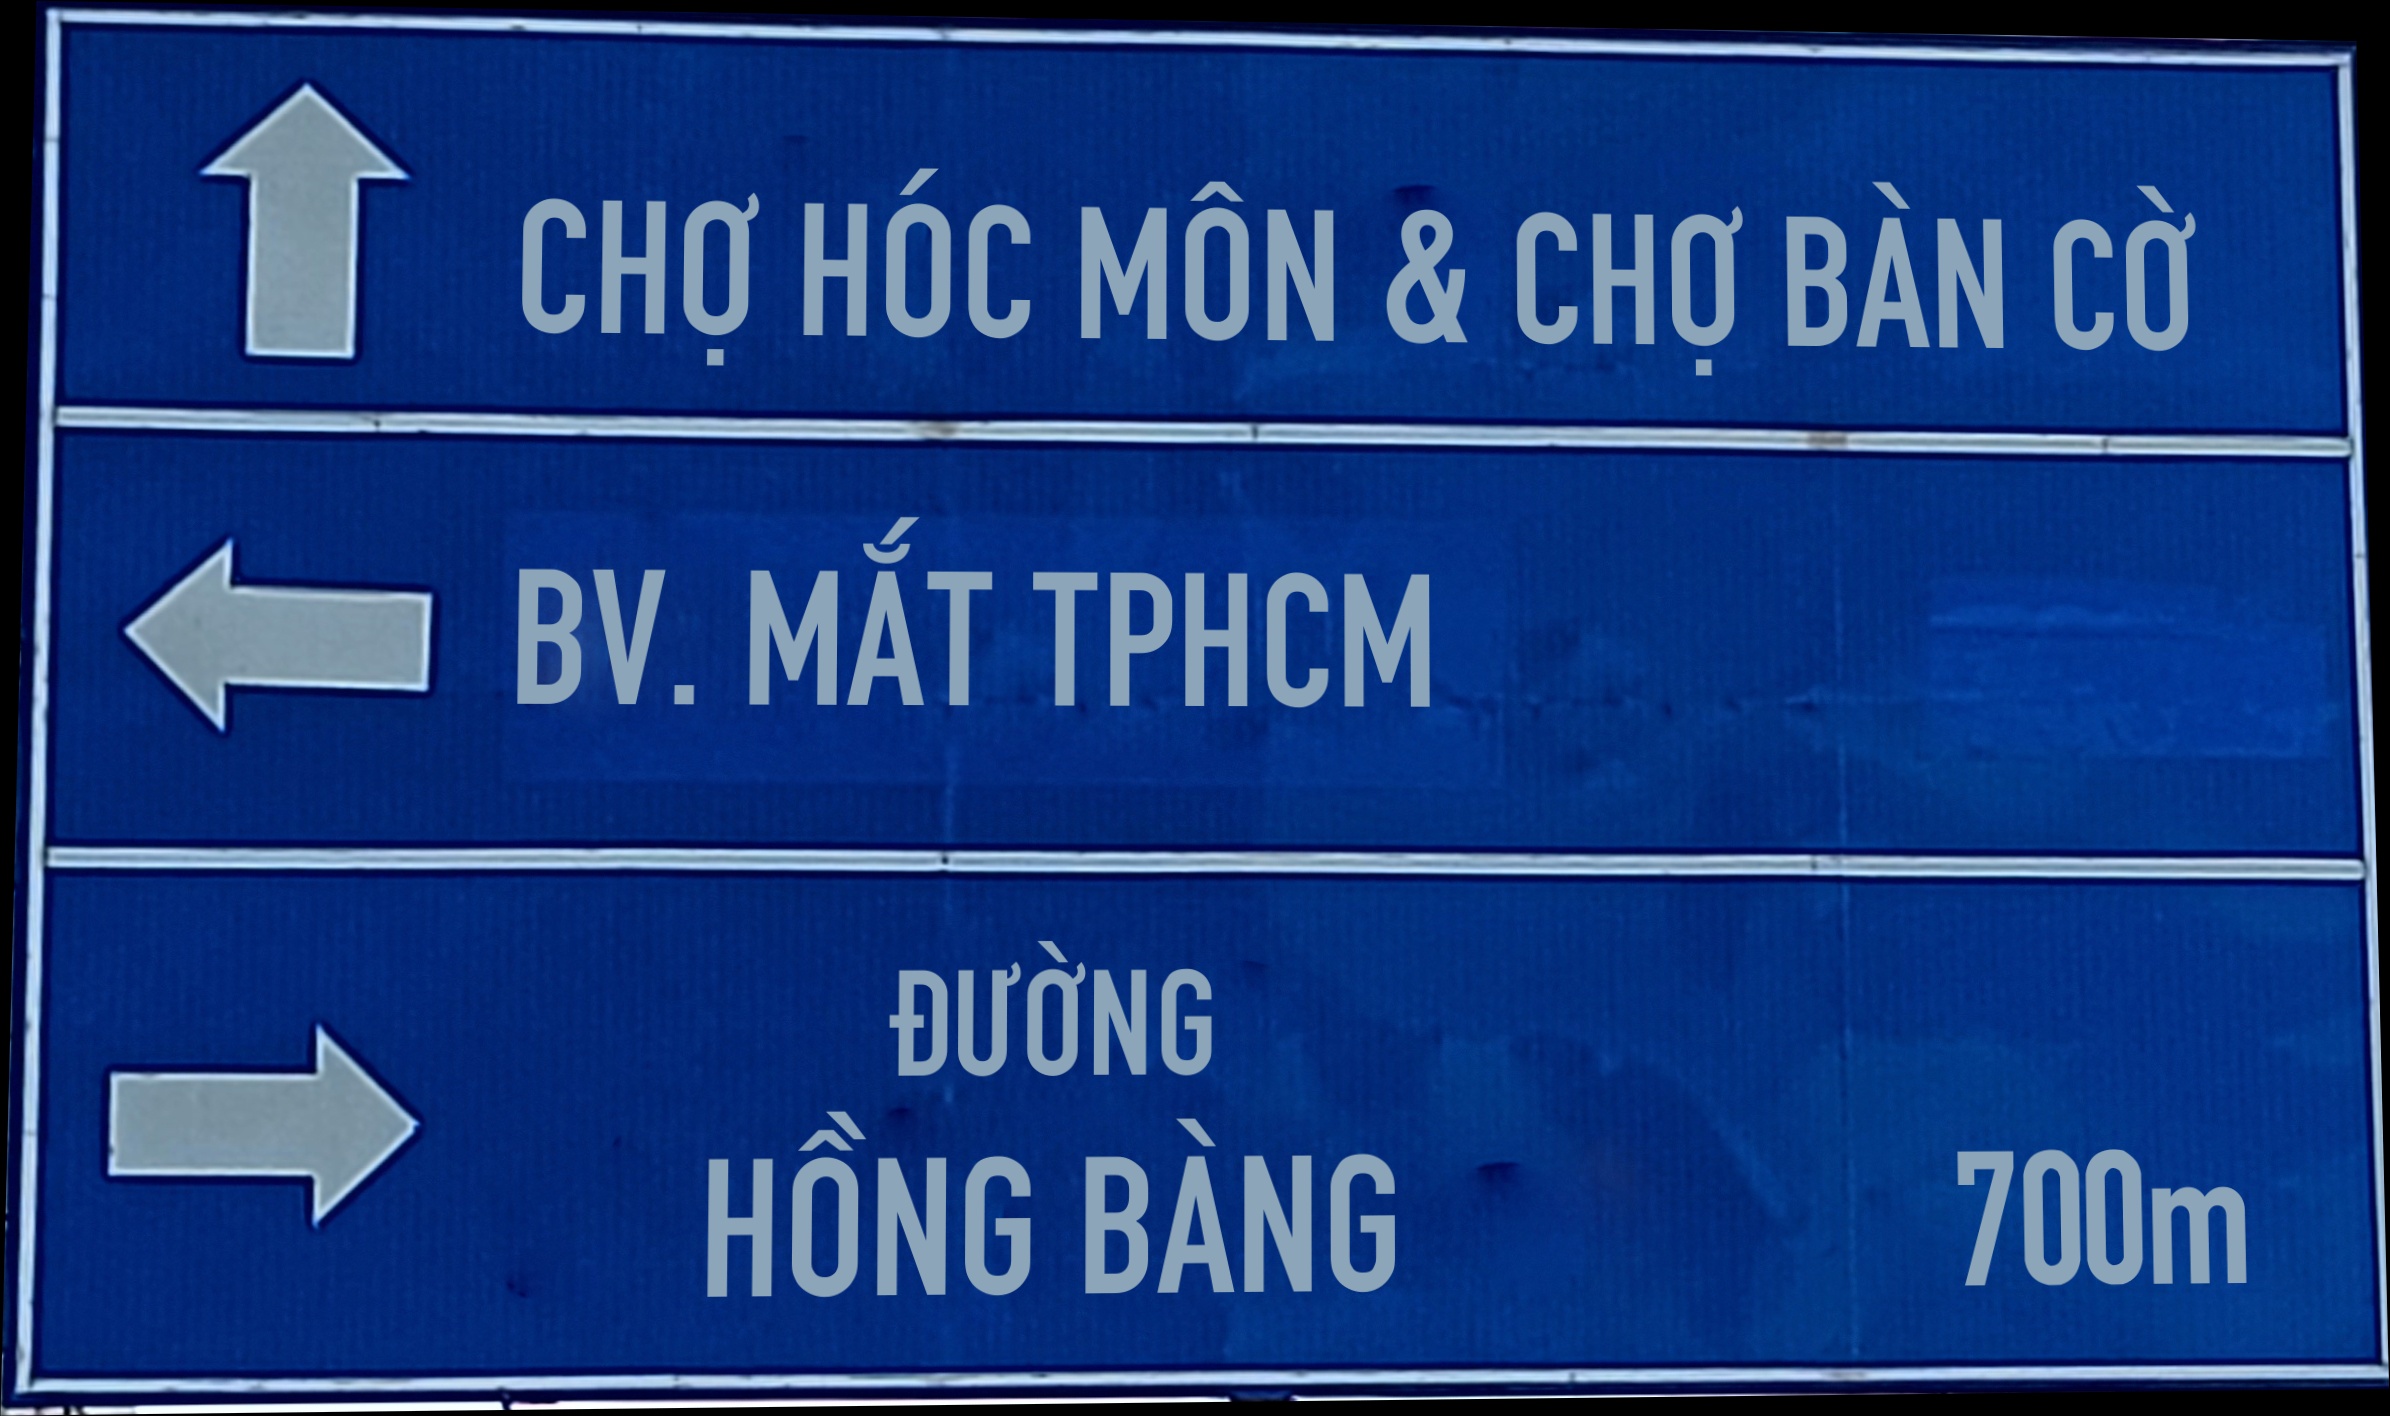 CHỢ HÓC MÔN & CHỢ BÀN CỜ
BV. MẮT TPHCM
ĐƯỜNG
HỒNG BÀNG 700m